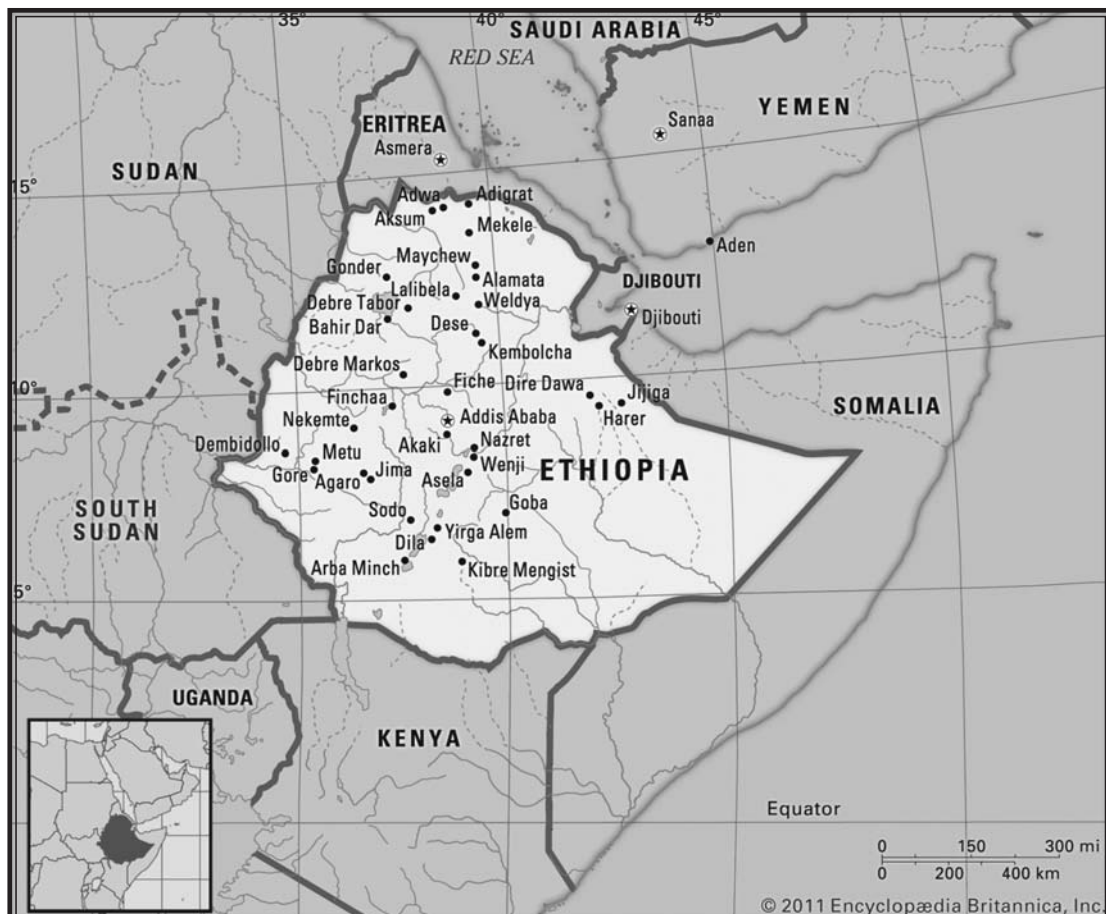 35°
40°
45°
SAUDI ARABIA
RED SEA
YEMEN
Sanaa
ERITREA
Asmera
SUDAN
15°
Adwa
Adigrat
Aksum
Mekele
Aden
Maychew
Gonder
Alamata
DJIBOUTI
Lalibela
Debre Tabor
Weldya
Djibouti
Bahir Dar
Dese
Kembolcha
Debre Markos
10°
Fiche
Dire Dawa
Jijiga
Finchaa
SOMALIA
Addis Ababa
Harer
Nekemte
Dembidollo
Metu
Akaki
Nazret
Wenji
ETHIOPIA
Gore
Agaro
Jima
Asela
SOUTH
SUDAN
Sodo
Goba
Yirga Alem
Dila
Arba Minch
Kibre Mengist
5°
UGANDA
KENYA
Equator
0 150 300 mi
0 200 400 km
© 2011 Encyclopædia Britannica, Inc.